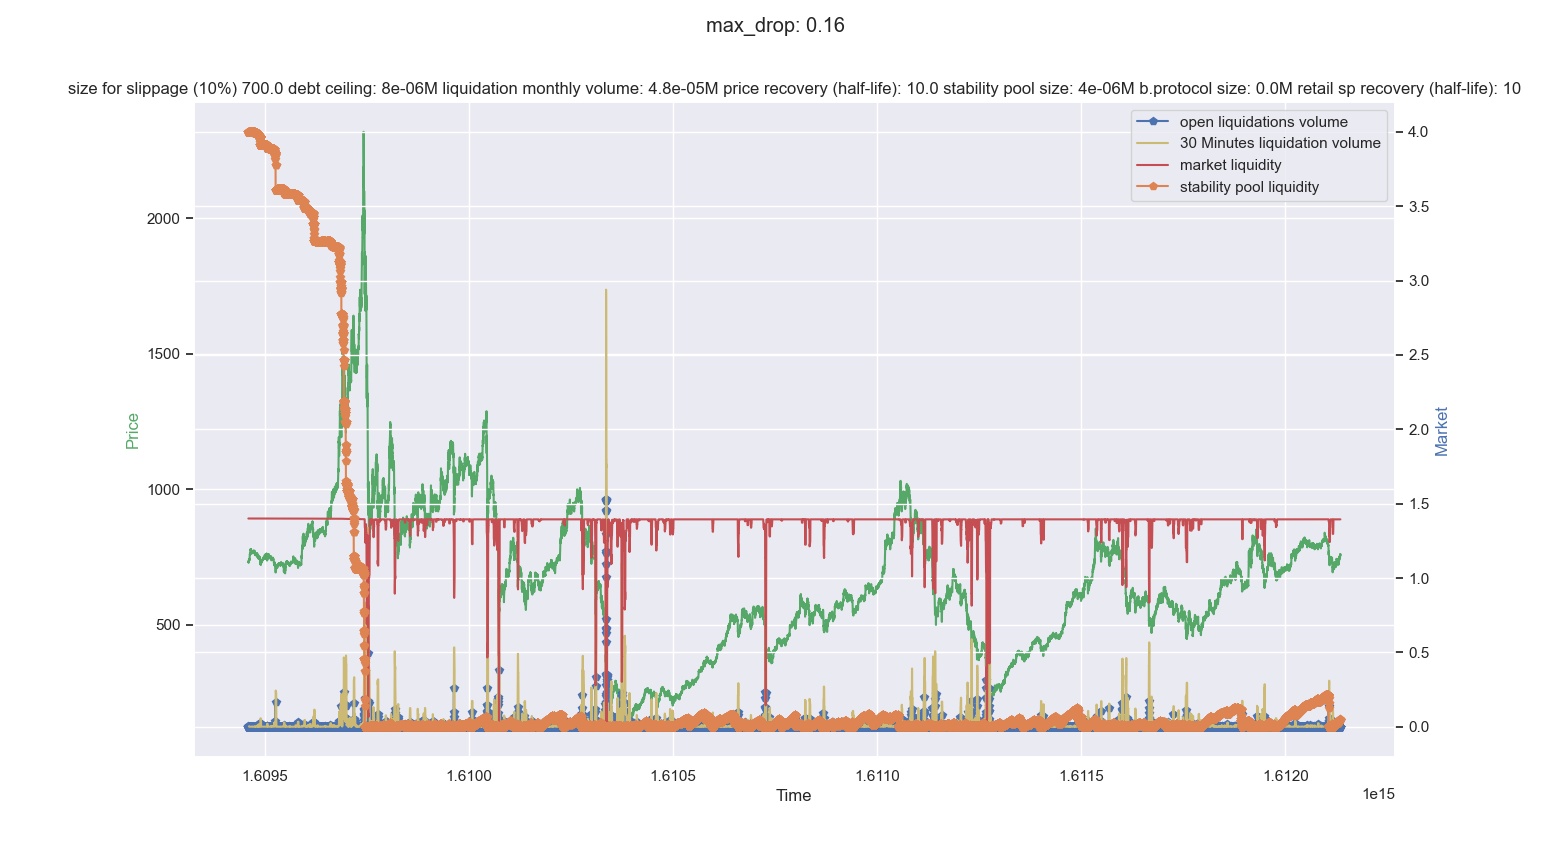 max_drop: 0.16
size for slippage (10%) 700.0 debt ceiling: 8e-06M liquidation monthly volume: 4.8e-05M price recovery (half-life): 10.0 stability pool size: 4e-06M b.protocol size: 0.0M retail sp recovery (half-life): 10
open liquidations volume
30 Minutes liquidation volume
market liquidity
stability pool liquidity
2000
1500
1000
500
Price
4.0
3.5
3.0
2.5
2.0
1.5
1.0
0.5
0.0
Market
1.6095 1.6100 1.6105 1.6110 1.6115 1.6120
Time
1e15